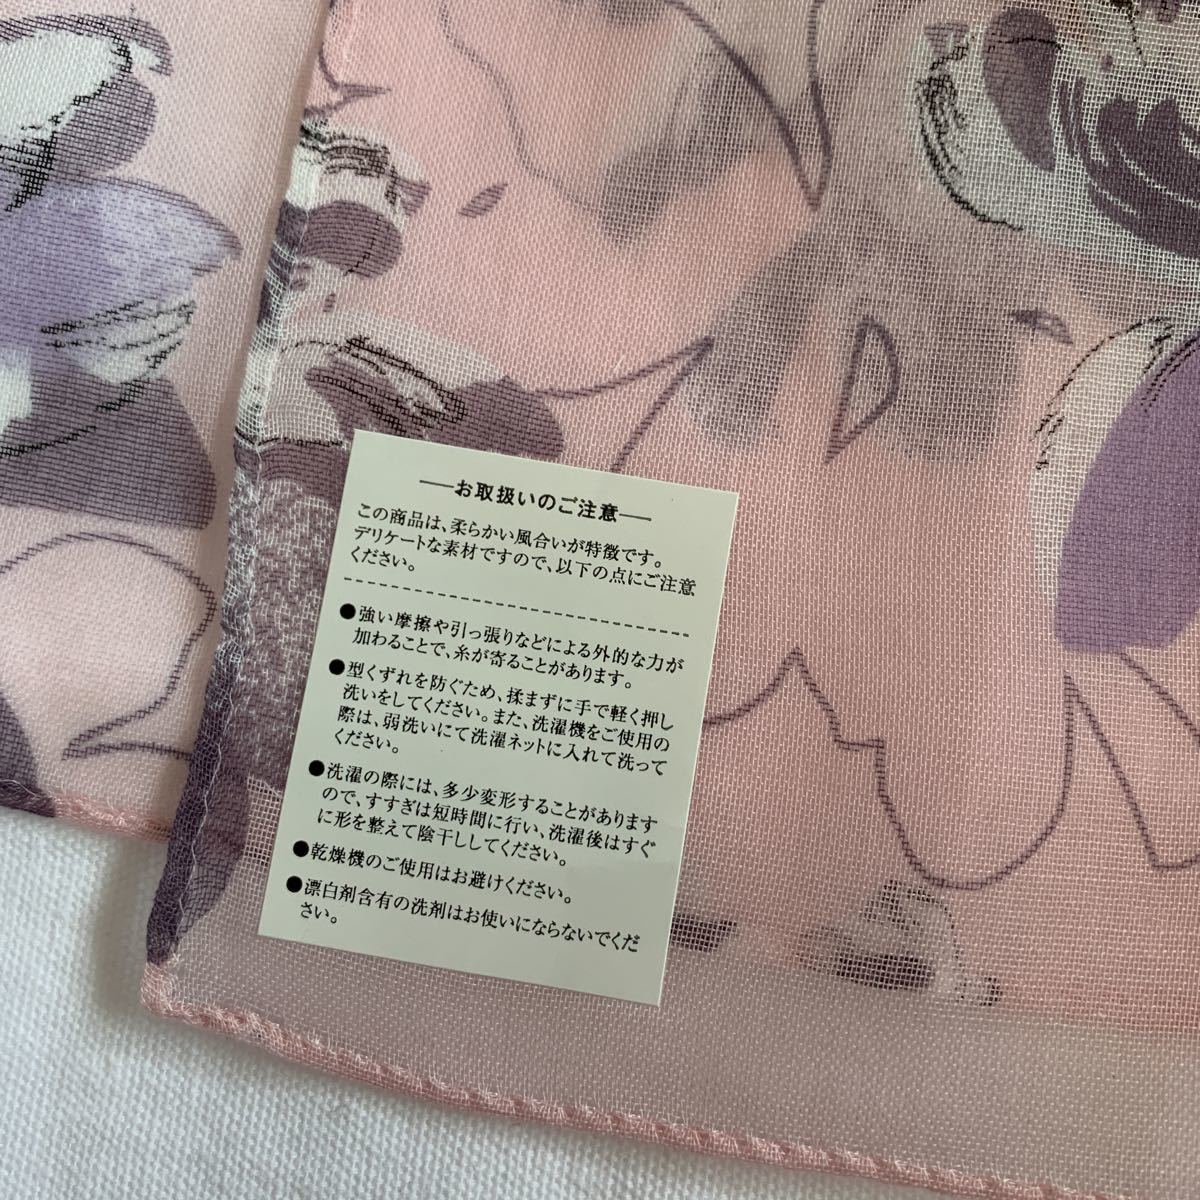 お取扱いのご注意
この商品は、柔らかい風合いが特徴です。
デリケートな素材ですので、以下の点にご注意
ください。
●強い摩擦や引っ張りなどによる外的な力が
加わることで、糸が寄ることがあります。
●型くずれを防ぐため、揉まずに手で軽く押し
洗いをしてください。また、洗濯機をご使用の
際は、弱洗いにて洗濯ネットに入れて洗って
ください。
●洗濯の際には、多少変形することがあります
ので、すすぎは短時間に行い、洗濯後はすぐ
に形を整えて陰干ししてください。
●乾燥機のご使用はお避けください。
●漂白剤含有の洗剤はお使いにならないでくだ
さい。